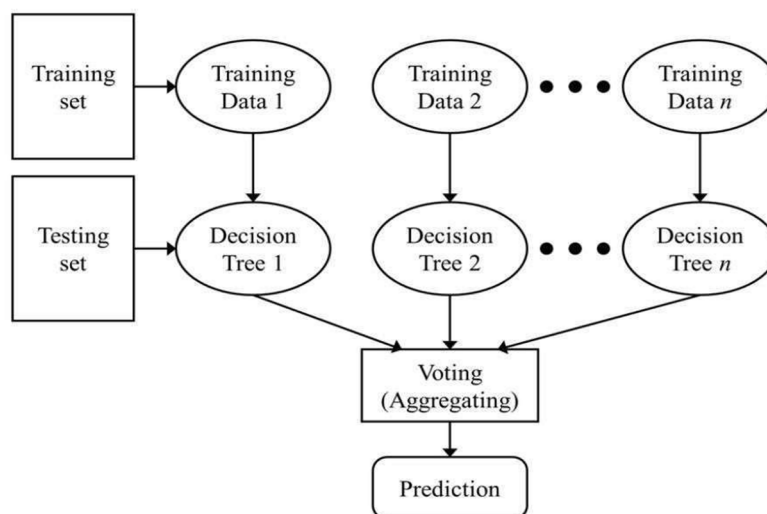 Training
set
Training
Data 1
Training
Data 2
Training
Data n
Testing
set
Decision
Tree 1
Decision
Tree 2
Decision
Tree n
Voting
(Aggregating)
Prediction